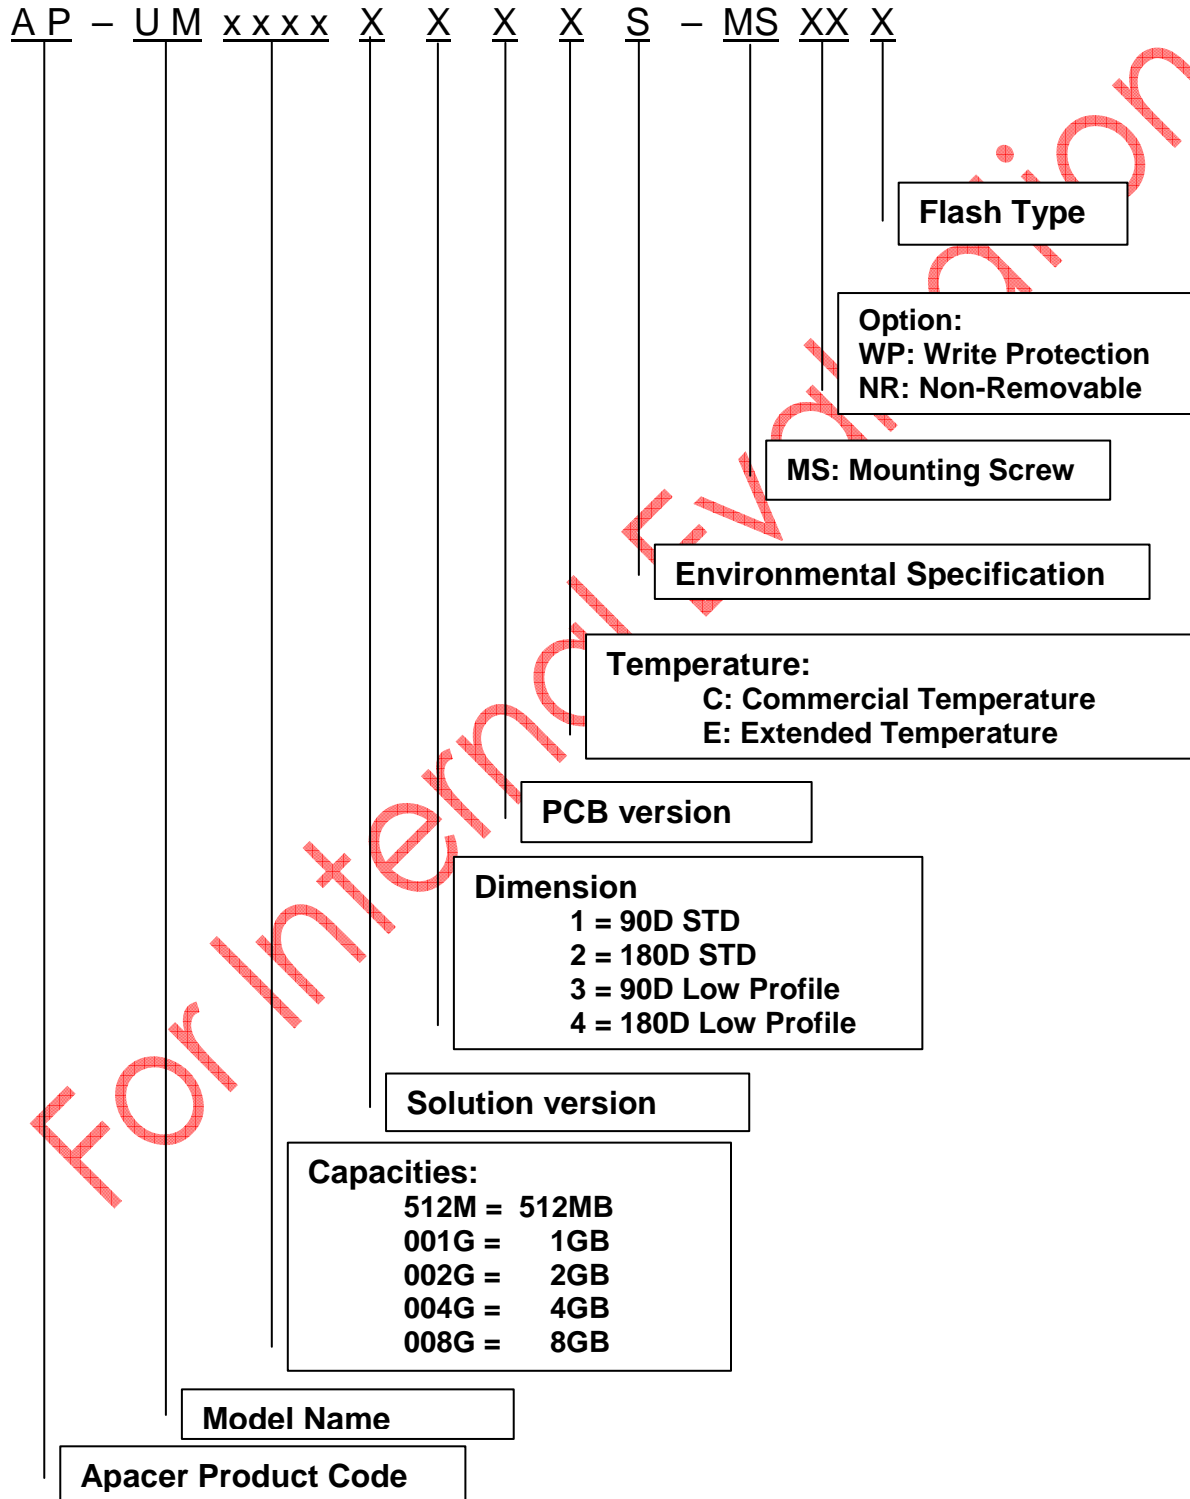 A P – U M x x x x X X X X S – MS XX X
Flash Type
Option:
WP: Write Protection
NR: Non-Removable
MS: Mounting Screw
Environmental Specification
Temperature:
C: Commercial Temperature
E: Extended Temperature
PCB version
Dimension
1 = 90D STD
2 = 180D STD
3 = 90D Low Profile
4 = 180D Low Profile
Solution version
Capacities:
512M = 512MB
001G = 1GB
002G = 2GB
004G = 4GB
008G = 8GB
Model Name
Apacer Product Code
For Internal Evaluation